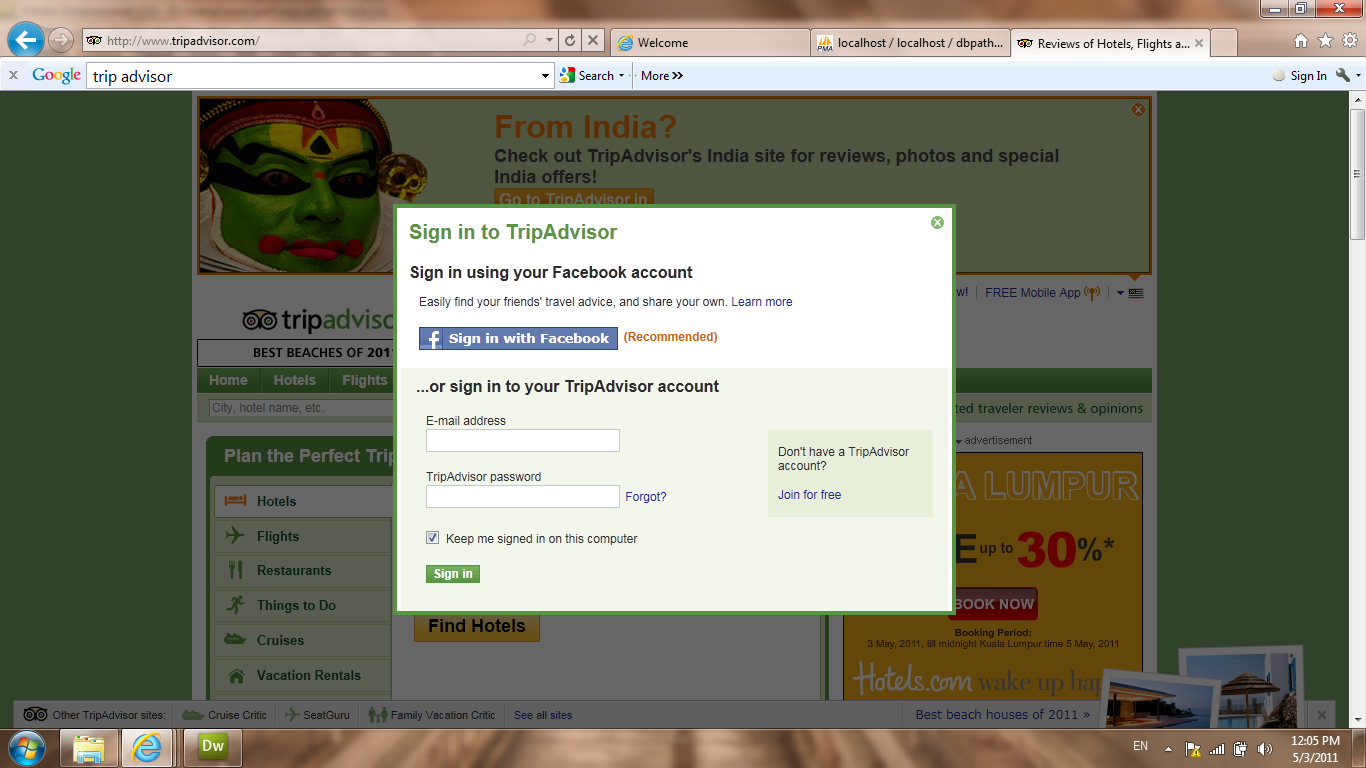 http://www.tripadvisor.com/
Welcome
PMA
localhost / localhost / dbpath...
Reviews of Hotels, Flights a...
x Google
trip advisor
Search
More »
Sign In
From India?
Check out TripAdvisor's India site for reviews, photos and special
India offers!
Go to TripAdvisor.in
Sign in to TripAdvisor
Sign in using your Facebook account
Easily find your friends' travel advice, and share your own. Learn more
f Sign in with Facebook (Recommended)
w! FREE Mobile App
tripadvisor
BEST BEACHES OF 2011
Home
Hotels
Flights
City, hotel name, etc.
ted traveler reviews & opinions
...or sign in to your TripAdvisor account
E-mail address
TripAdvisor password
Forgot?
Keep me signed in on this computer
Sign in
Don't have a TripAdvisor
account?
Join for free
Plan the Perfect Trip
Hotels
Flights
Restaurants
Things to Do
Cruises
Vacation Rentals
Find Hotels
advertisement
A LUMPUR
E up to 30%*
BOOK NOW
Booking Period:
3 May, 2011, till midnight Kuala Lumpur time 5 May, 2011
Hotels.com wake up hap
Other TripAdvisor sites:
Cruise Critic
SeatGuru
Family Vacation Critic
See all sites
Best beach houses of 2011 »
Dw
EN
12:05 PM
5/3/2011